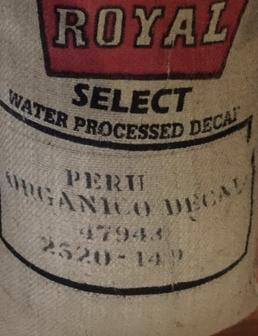 ROYAL
SELECT
WATER PROCESSED DECAF
PERU
ORGANICO DECAF
47943
2520-149